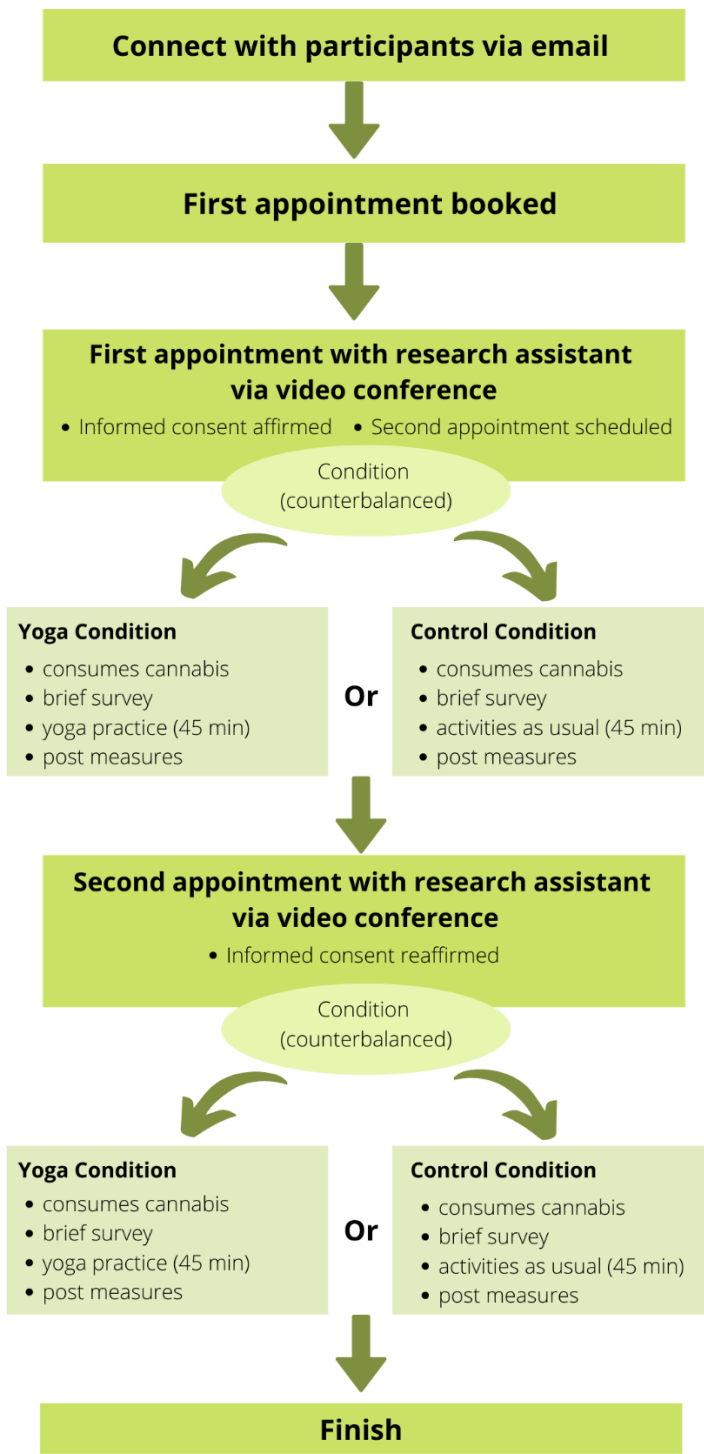 Connect with participants via email
First appointment booked
First appointment with research assistant
via video conference
• Informed consent affirmed • Second appointment scheduled
Condition
(counterbalanced)
Yoga Condition
• consumes cannabis
• brief survey
• yoga practice (45 min)
• post measures
Or
Control Condition
• consumes cannabis
• brief survey
• activities as usual (45 min)
• post measures
Second appointment with research assistant
via video conference
• Informed consent reaffirmed
Condition
(counterbalanced)
Yoga Condition
• consumes cannabis
• brief survey
• yoga practice (45 min)
• post measures
Or
Control Condition
• consumes cannabis
• brief survey
• activities as usual (45 min)
• post measures
Finish